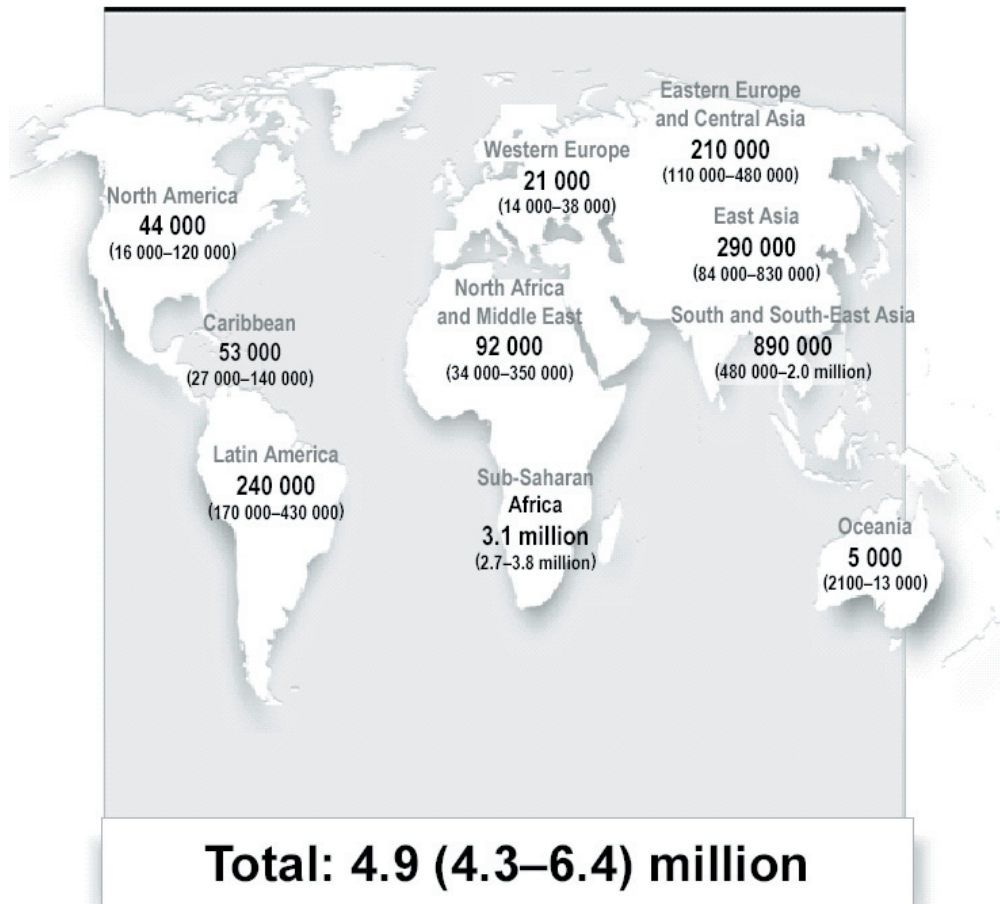 Eastern Europe
and Central Asia
210 000
(110 000–480 000)
Western Europe
21 000
(14 000–38 000)
North America
44 000
(16 000–120 000)
East Asia
290 000
(84 000–830 000)
North Africa
and Middle East
92 000
(34 000–350 000)
South and South-East Asia
890 000
(480 000–2.0 million)
Caribbean
53 000
(27 000–140 000)
Latin America
240 000
(170 000–430 000)
Sub-Saharan
Africa
3.1 million
(2.7–3.8 million)
Oceania
5 000
(2100–13 000)
Total: 4.9 (4.3–6.4) million